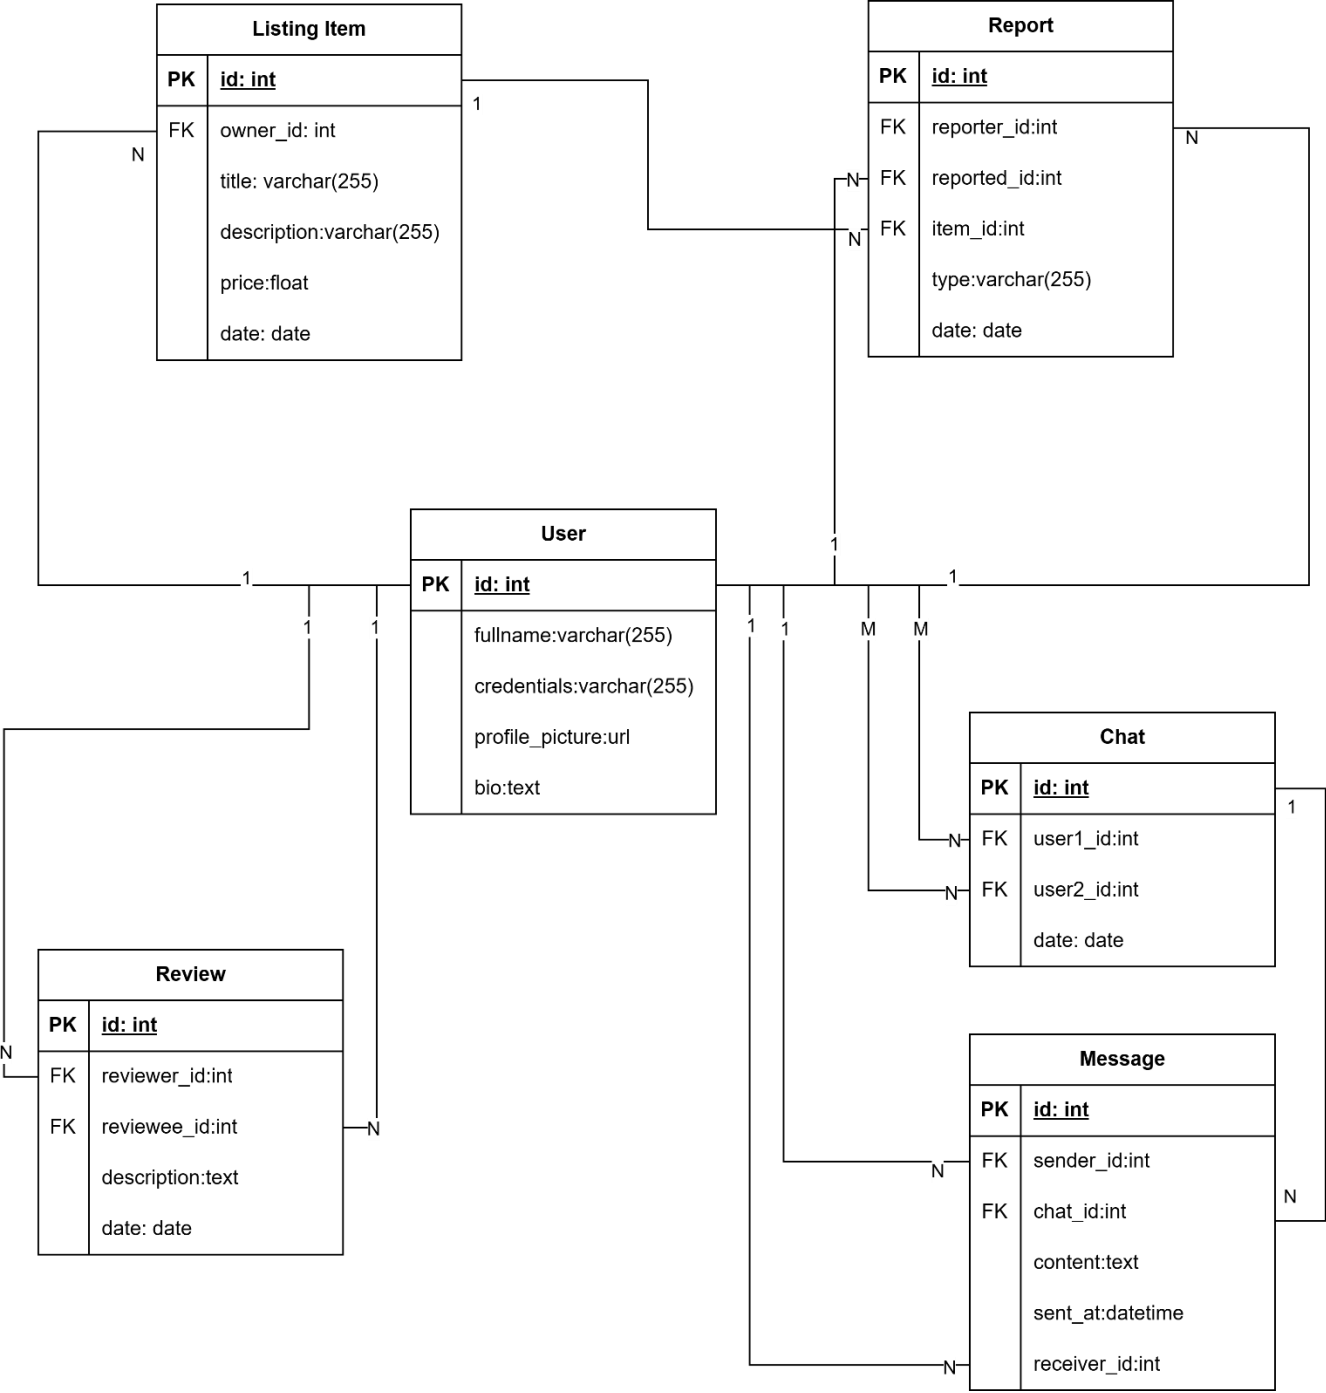 Listing Item
PK id: int
1
FK owner_id: int
N
title: varchar(255)
description:varchar(255)
price:float
date: date
Report
PK id: int
FK reporter_id:int
N
N FK reported_id:int
N FK item_id:int
type:varchar(255)
date: date
User
1
1
1
PK id: int
1 1 1 1 M M
fullname:varchar(255)
credentials:varchar(255)
profile_picture:url
bio:text
Chat
PK id: int
1
N FK user1_id:int
N FK user2_id:int
date: date
Review
PK id: int
N
FK reviewer_id:int
FK reviewee_id:int N
description:text
date: date
Message
PK id: int
N FK sender_id:int
FK chat_id:int
N
content:text
sent_at:datetime
N receiver_id:int